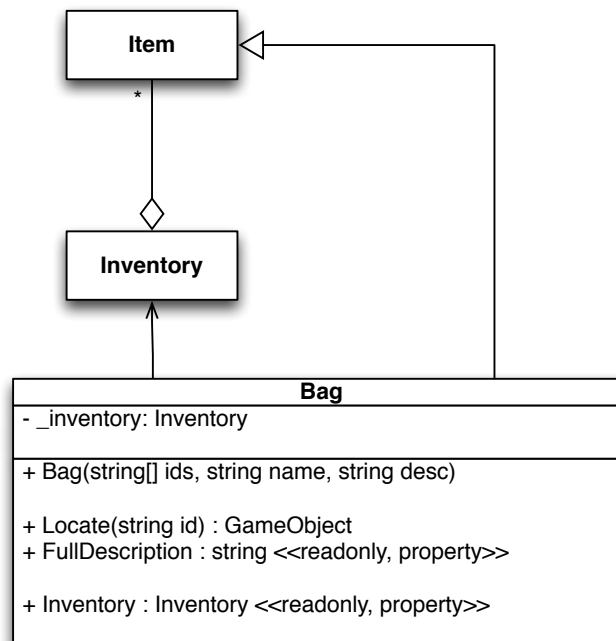 Item
*
Inventory
Bag
- _inventory: Inventory
+ Bag(string[] ids, string name, string desc)
+ Locate(string id) : GameObject
+ FullDescription : string <<readonly, property>>
+ Inventory : Inventory <<readonly, property>>